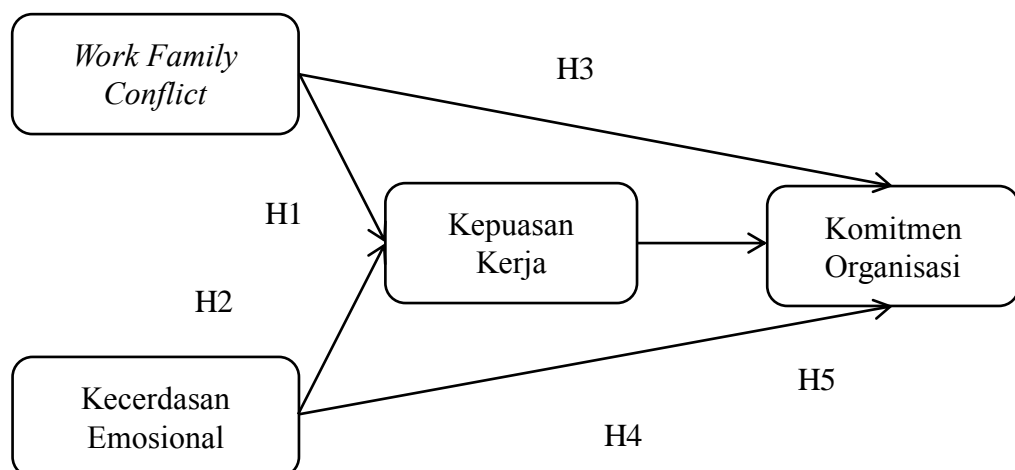 Work Family
Conflict
H3
H1
Kepuasan
Kerja
Komitmen
Organisasi
H2
Kecerdasan
Emosional
H5
H4